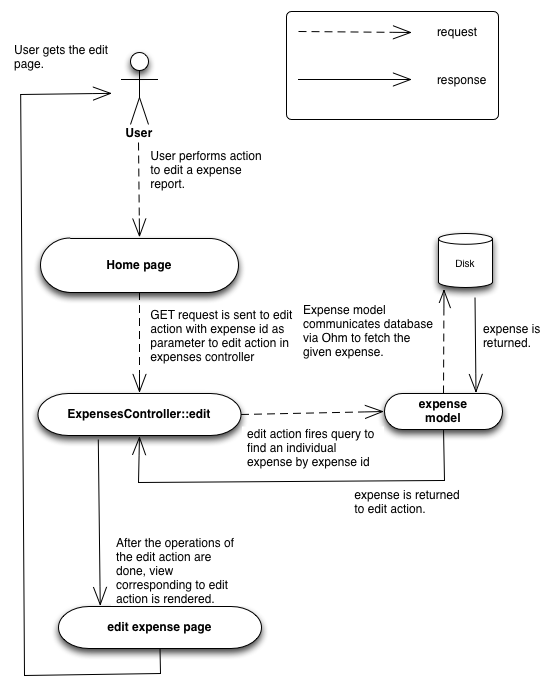 User gets the edit
page.
request
response
User
User performs action
to edit a expense
report.
Home page
Disk
GET request is sent to edit
action with expense id as
parameter to edit action in
expenses controller
Expense model
communicates database
via Ohm to fetch the
given expense.
expense is
returned.
ExpensesController::edit
expense
model
edit action fires query to
find an individual
expense by expense id
expense is returned
to edit action.
After the operations of
the edit action are
done, view
corresponding to edit
action is rendered.
edit expense page